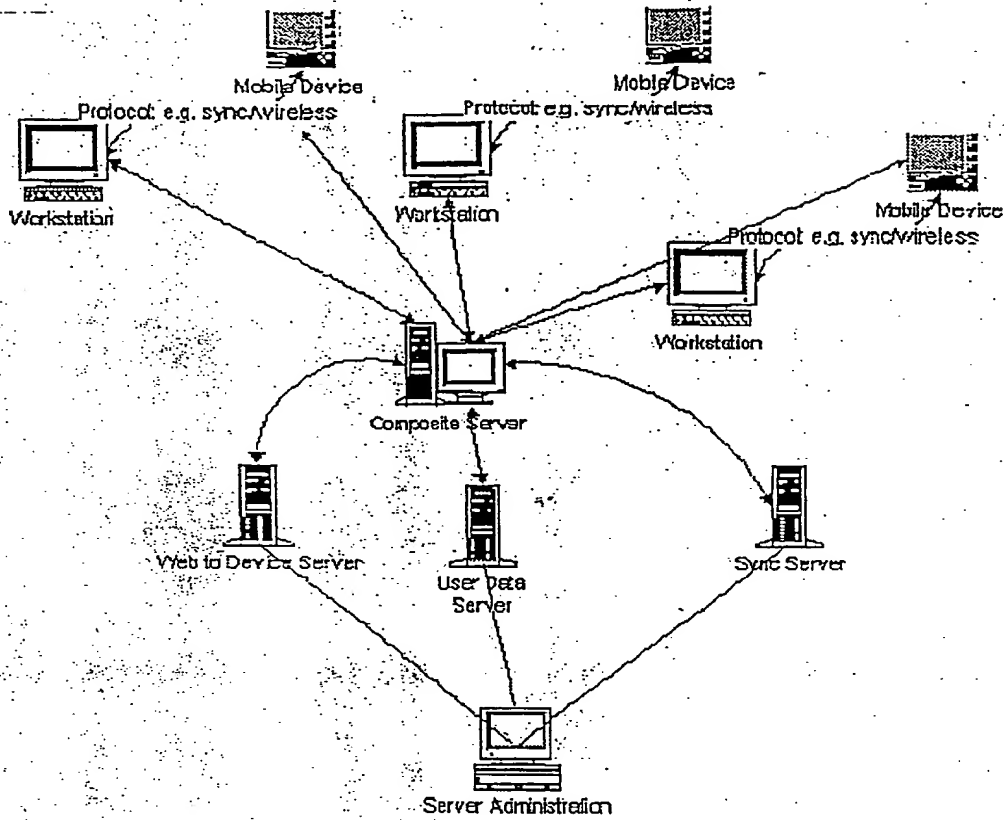 Mobile Device
Mobile Device
Protocol: e.g. sync/wireless
Protocol: e.g. sync/wireless
Workstation
Workstation
Mobile Device
Protocol: e.g. sync/wireless
Workstation
Composite Server
Web to Device Server
User Data
Server
Sync Server
Server Administration